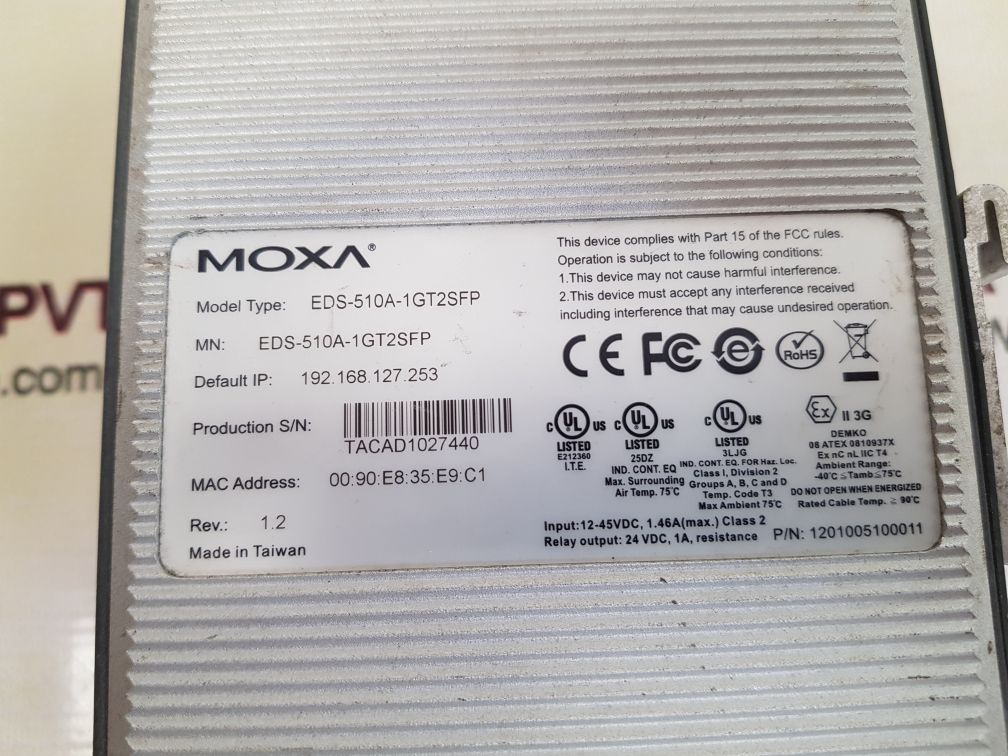 MOXA®
Model Type: EDS-510A-1GT2SFP
MN: EDS-510A-1GT2SFP
Default IP: 192.168.127.253
Production S/N:
TACAD1027440
MAC Address: 00:90:E8:35:E9:C1
Rev.: 1.2
Made in Taiwan
This device complies with Part 15 of the FCC rules.
Operation is subject to the following conditions:
1.This device may not cause harmful interference.
2.This device must accept any interference received
including interference that may cause undesired operation.
CE FC e RoHS
c UL us
LISTED
E212360
I.T.E.
c UL us
LISTED
25DZ
IND. CONT. EQ
Max. Surrounding
Air Temp. 75°C
c UL us
LISTED
3LJG
IND. CONT. EQ. FOR Haz. Loc.
Class I, Division 2
Groups A, B, C and D
Temp. Code T3
Max Ambient 75°C
Ex II 3G
DEMKO
08 ATEX 0810937X
Ex nC nL IIC T4
Ambient Range:
-40°C ≤Tamb≤75°C
DO NOT OPEN WHEN ENERGIZED
Rated Cable Temp. ≥ 90°C
Input:12-45VDC, 1.46A(max.) Class 2
Relay output: 24 VDC, 1A, resistance
P/N: 1201005100011
PVT
.com